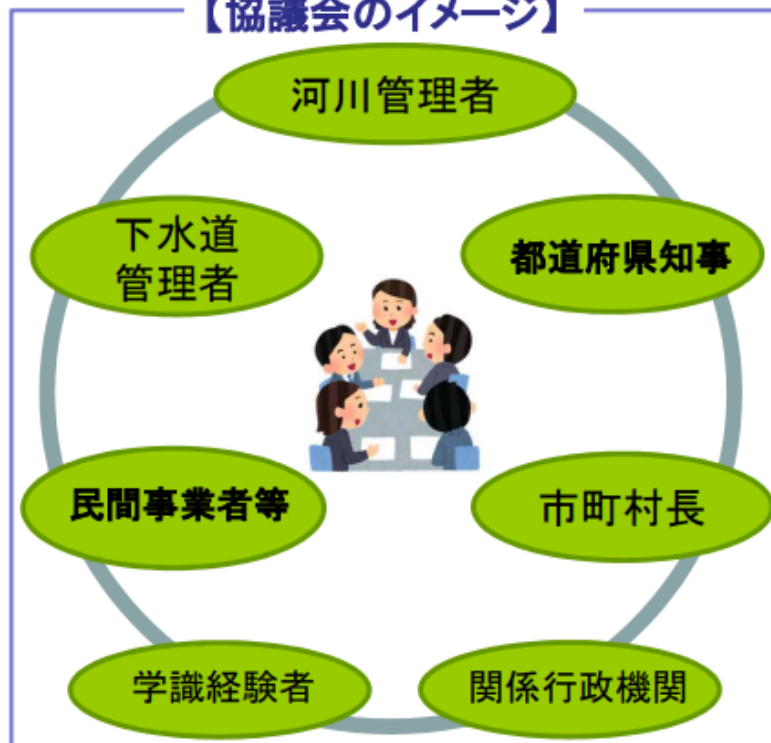 【協議会のイメージ】
河川管理者
下水道
管理者
都道府県知事
民間事業者等
市町村長
学識経験者
関係行政機関